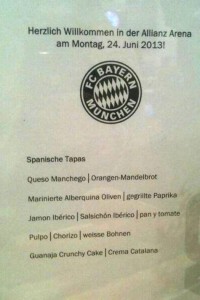 Herzlich Willkommen in der Allianz Arena
am Montag, 24. Juni 2013!
FC BAYERN
MÜNCHEN
Spanische Tapas
Queso Manchego | Orangen-Mandelbrot
Marinierte Alberquina Oliven | gegrillte Paprika
Jamon Ibérico | Salsichón Ibérico | pan y tomate
Pulpo | Chorizo | weisse Bohnen
Guanaja Crunchy Cake | Crema Catalana